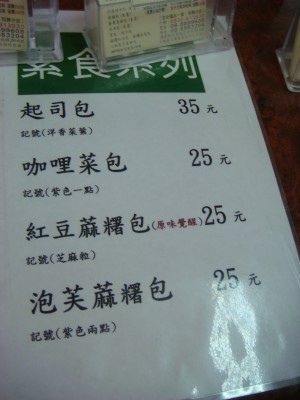 素食系列
起司包 35元
記號(洋香菜葉)
咖哩菜包 25元
記號(紫色一點)
紅豆蔴糬包(原味覺醒)25元
記號(芝麻粒)
泡芙蔴糬包 25元
記號(紫色兩點)